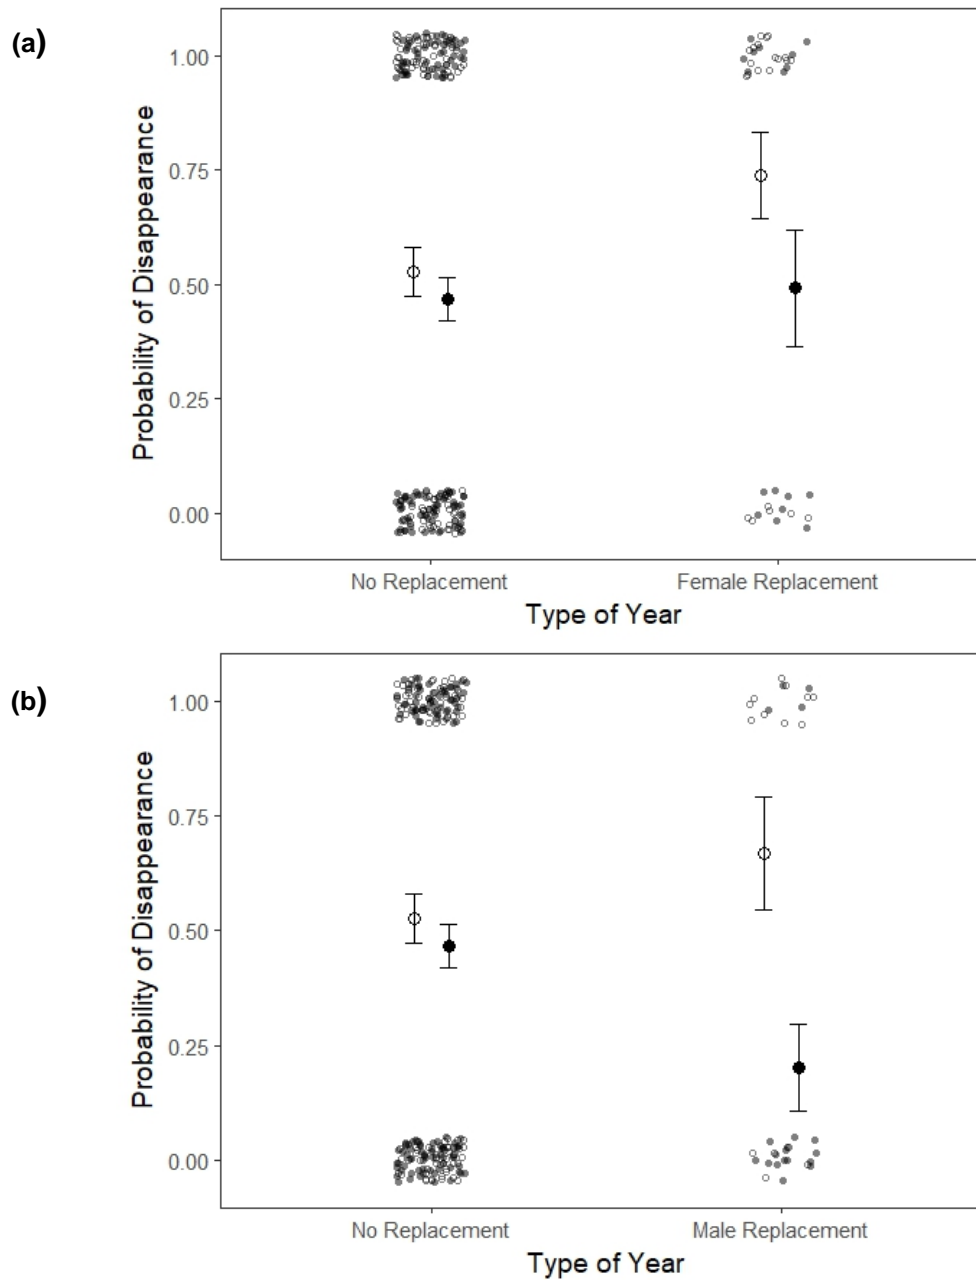 (a)
Probability of Disappearance
1.00
0.75
0.50
0.25
0.00
No Replacement Female Replacement
Type of Year
(b)
Probability of Disappearance
1.00
0.75
0.50
0.25
0.00
No Replacement Male Replacement
Type of Year